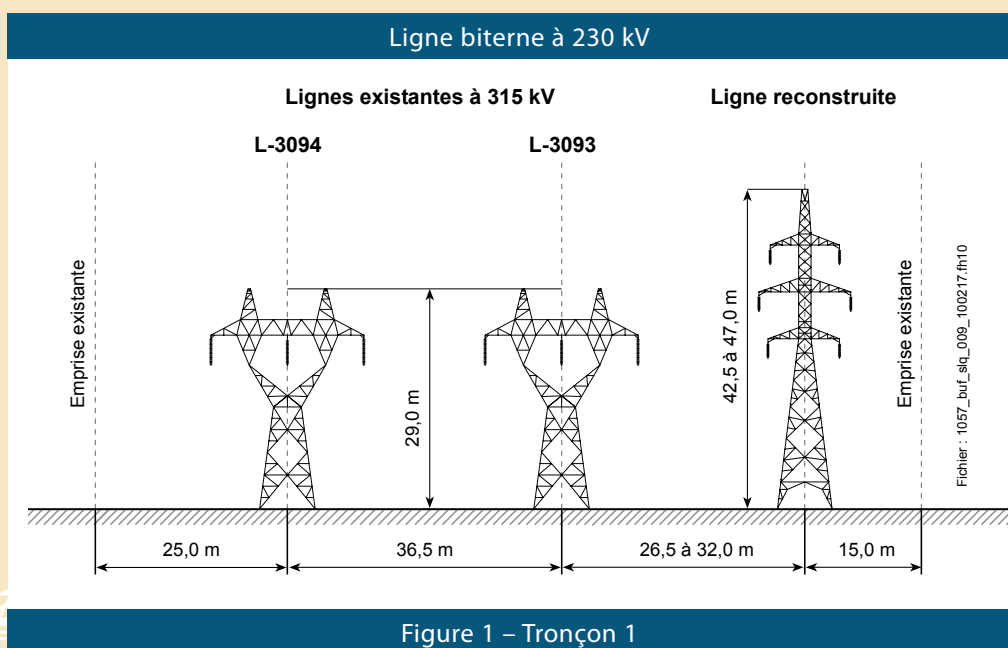 Ligne biterne à 230 kV
Lignes existantes à 315 kV
Ligne reconstruite
L-3094
L-3093
Emprise existante
29,0 m
42,5 à 47,0 m
Emprise existante
Fichier : 1057_buf_slq_009_100217.fh10
25,0 m
36,5 m
26,5 à 32,0 m
15,0 m
Figure 1 – Tronçon 1